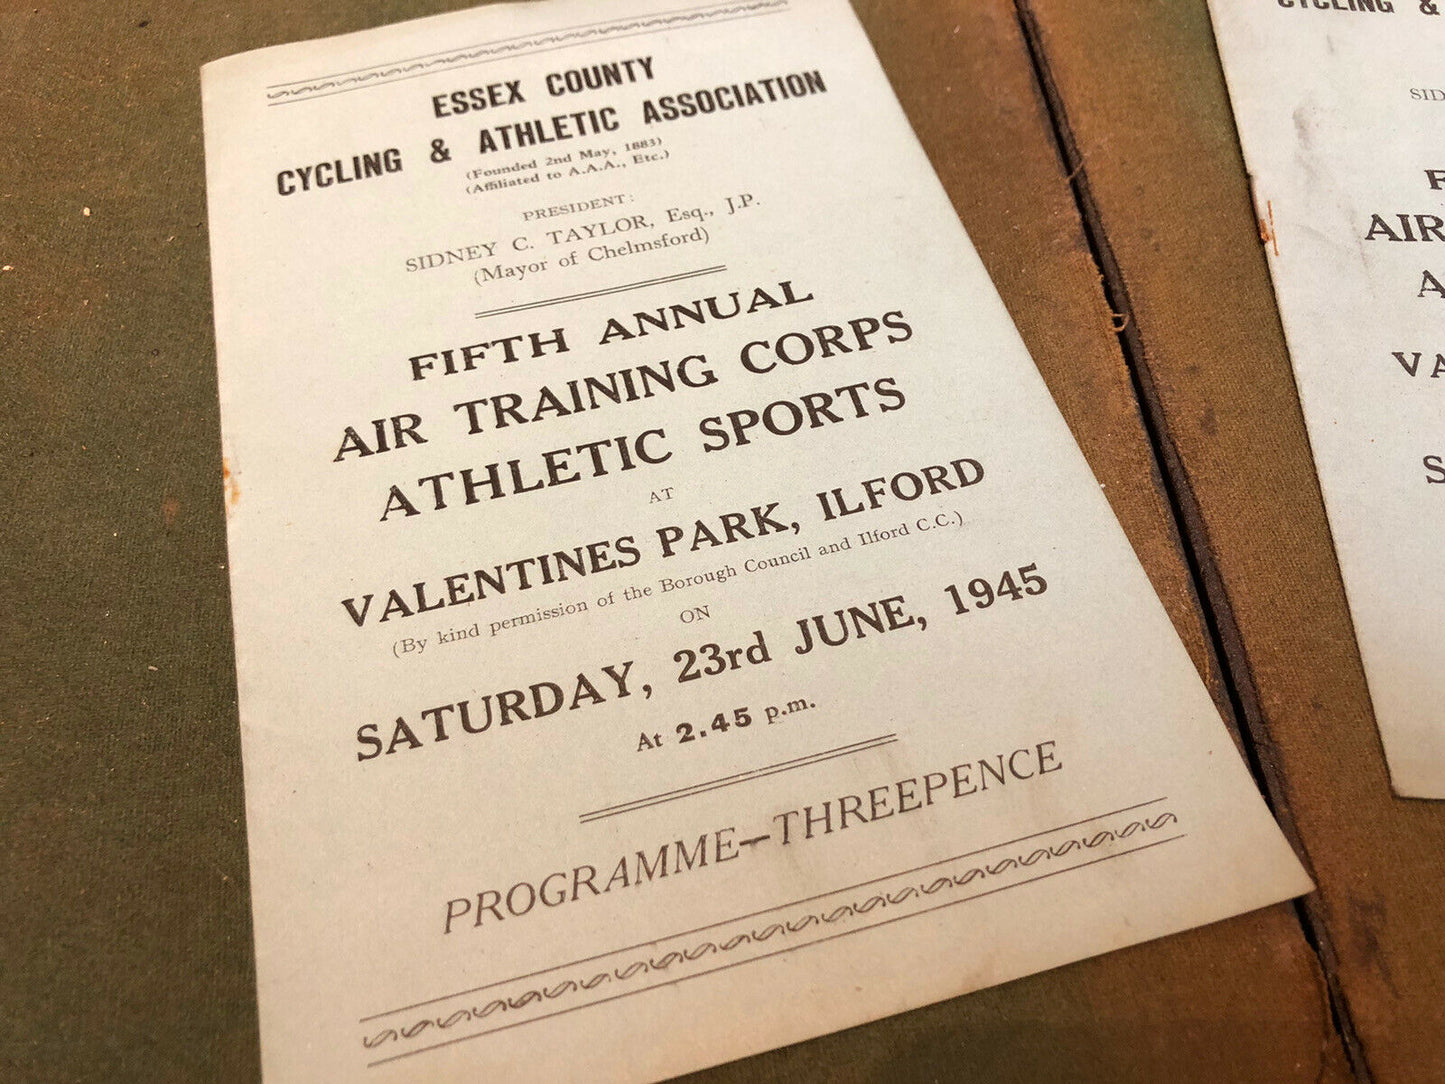 ESSEX COUNTY
CYCLING & ATHLETIC ASSOCIATION
(Founded 2nd May, 1883)
(Affiliated to A.A.A., Etc.)
PRESIDENT:
SIDNEY C. TAYLOR, Esq., J.P.
(Mayor of Chelmsford)
FIFTH ANNUAL
AIR TRAINING CORPS
ATHLETIC SPORTS
AT
VALENTINES PARK, ILFORD
(By kind permission of the Borough Council and Ilford C.C.)
ON
SATURDAY, 23rd JUNE, 1945
At 2.45 p.m.
PROGRAMME—THREEPENCE
CYCLING &
SID
F
AIR
A
VA
S